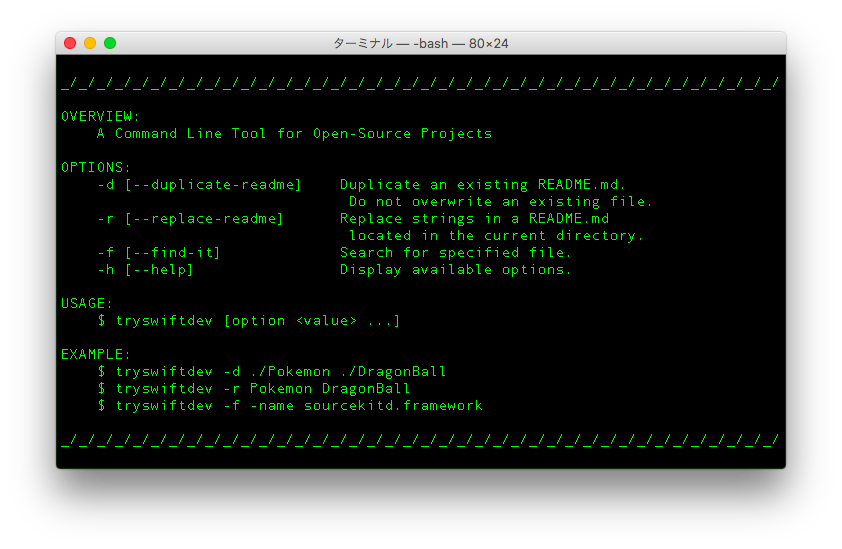 ターミナル — -bash — 80×24
_/_/_/_/_/_/_/_/_/_/_/_/_/_/_/_/_/_/_/_/_/_/_/_/_/_/_/_/_/_/_/_/_/_/_/_/_/_/_/_/
OVERVIEW:
    A Command Line Tool for Open-Source Projects
OPTIONS:
    -d [--duplicate-readme]    Duplicate an existing README.md.
                                Do not overwrite an existing file.
    -r [--replace-readme]      Replace strings in a README.md
                                located in the current directory.
    -f [--find-it]             Search for specified file.
    -h [--help]                Display available options.
USAGE:
    $ tryswiftdev [option <value> ...]
EXAMPLE:
    $ tryswiftdev -d ./Pokemon ./DragonBall
    $ tryswiftdev -r Pokemon DragonBall
    $ tryswiftdev -f -name sourcekitd.framework
_/_/_/_/_/_/_/_/_/_/_/_/_/_/_/_/_/_/_/_/_/_/_/_/_/_/_/_/_/_/_/_/_/_/_/_/_/_/_/_/